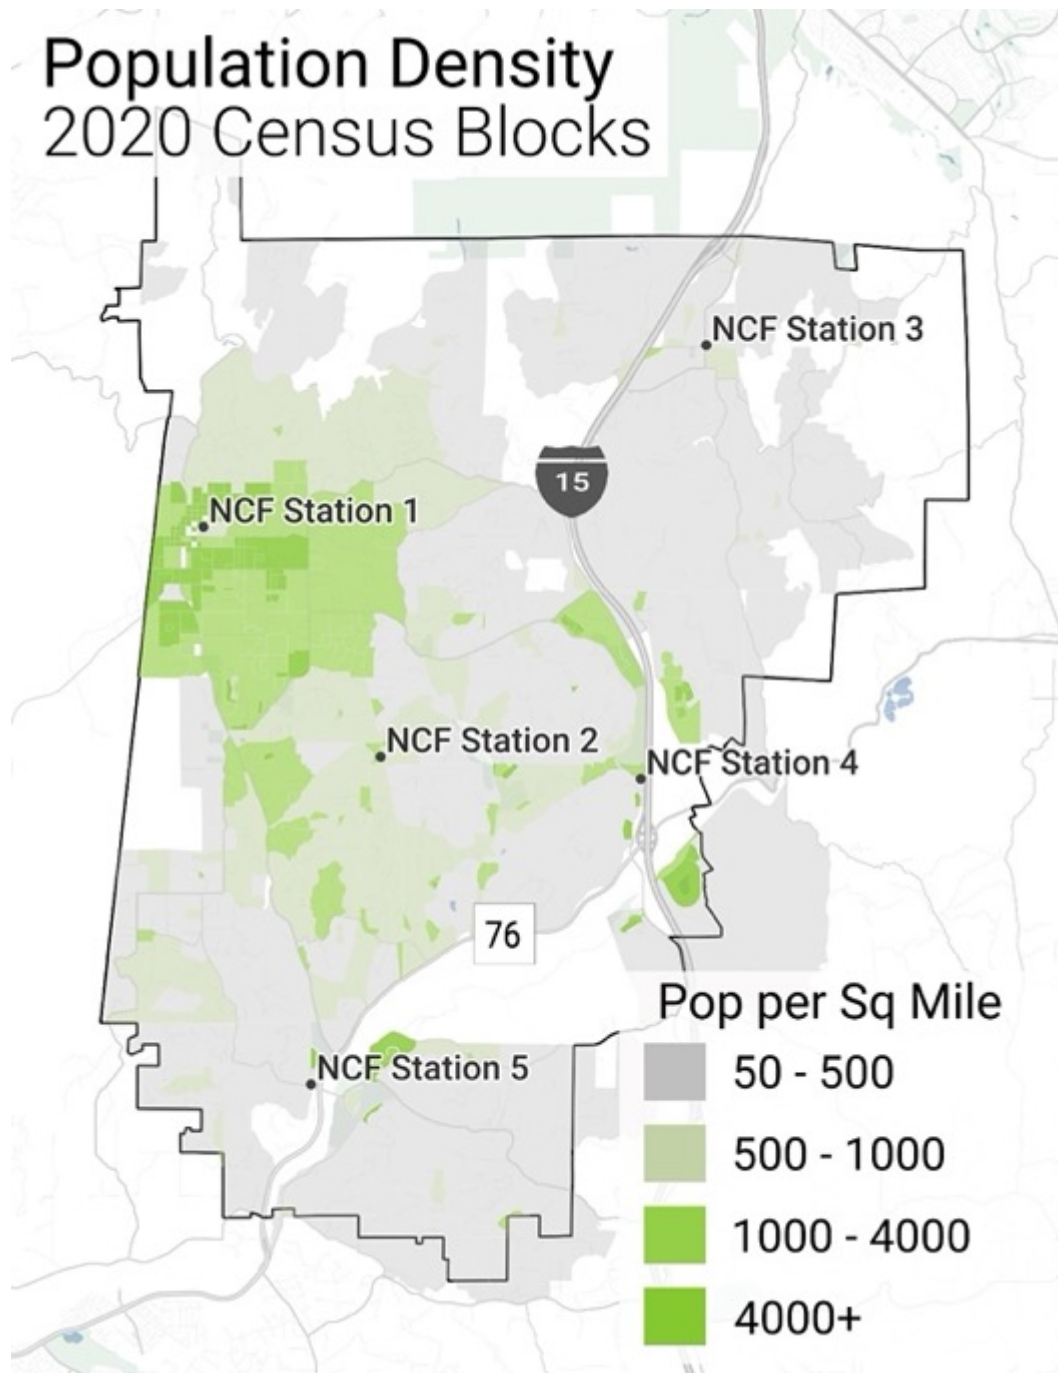 Population Density
2020 Census Blocks
NCF Station 3
15
NCF Station 1
NCF Station 2
NCF Station 4
76
Pop per Sq Mile
NCF Station 5
50 - 500
500 - 1000
1000 - 4000
4000+